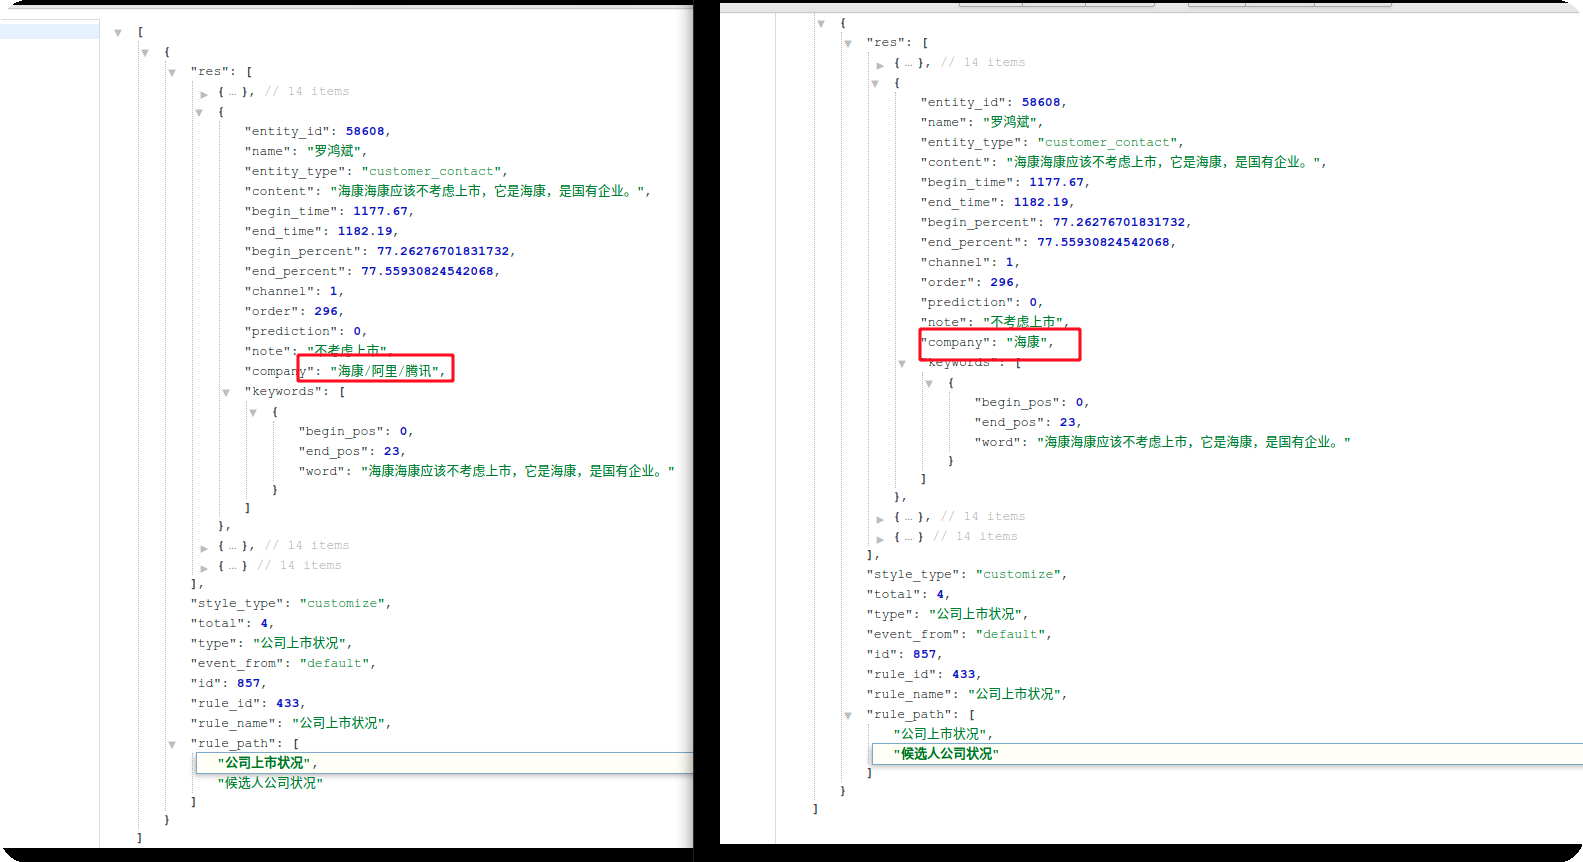 [
{
"res": [
{ … }, // 14 items
{
"entity_id": 58608,
"name": "罗鸿斌",
"entity_type": "customer_contact",
"content": "海康海康应该不考虑上市，它是海康，是国有企业。",
"begin_time": 1177.67,
"end_time": 1182.19,
"begin_percent": 77.26276701831732,
"end_percent": 77.55930824542068,
"channel": 1,
"order": 296,
"prediction": 0,
"note": "不考虑上市",
"company": "海康/阿里/腾讯",
"keywords": [
{
"begin_pos": 0,
"end_pos": 23,
"word": "海康海康应该不考虑上市，它是海康，是国有企业。"
}
]
},
{ … }, // 14 items
{ … } // 14 items
],
"style_type": "customize",
"total": 4,
"type": "公司上市状况",
"event_from": "default",
"id": 857,
"rule_id": 433,
"rule_name": "公司上市状况",
"rule_path": [
"公司上市状况",
"候选人公司状况"
]
}
]
{
"res": [
{ … }, // 14 items
{
"entity_id": 58608,
"name": "罗鸿斌",
"entity_type": "customer_contact",
"content": "海康海康应该不考虑上市，它是海康，是国有企业。",
"begin_time": 1177.67,
"end_time": 1182.19,
"begin_percent": 77.26276701831732,
"end_percent": 77.55930824542068,
"channel": 1,
"order": 296,
"prediction": 0,
"note": "不考虑上市",
"company": "海康",
"keywords": [
{
"begin_pos": 0,
"end_pos": 23,
"word": "海康海康应该不考虑上市，它是海康，是国有企业。"
}
]
},
{ … }, // 14 items
{ … } // 14 items
],
"style_type": "customize",
"total": 4,
"type": "公司上市状况",
"event_from": "default",
"id": 857,
"rule_id": 433,
"rule_name": "公司上市状况",
"rule_path": [
"公司上市状况",
"候选人公司状况"
]
}
]